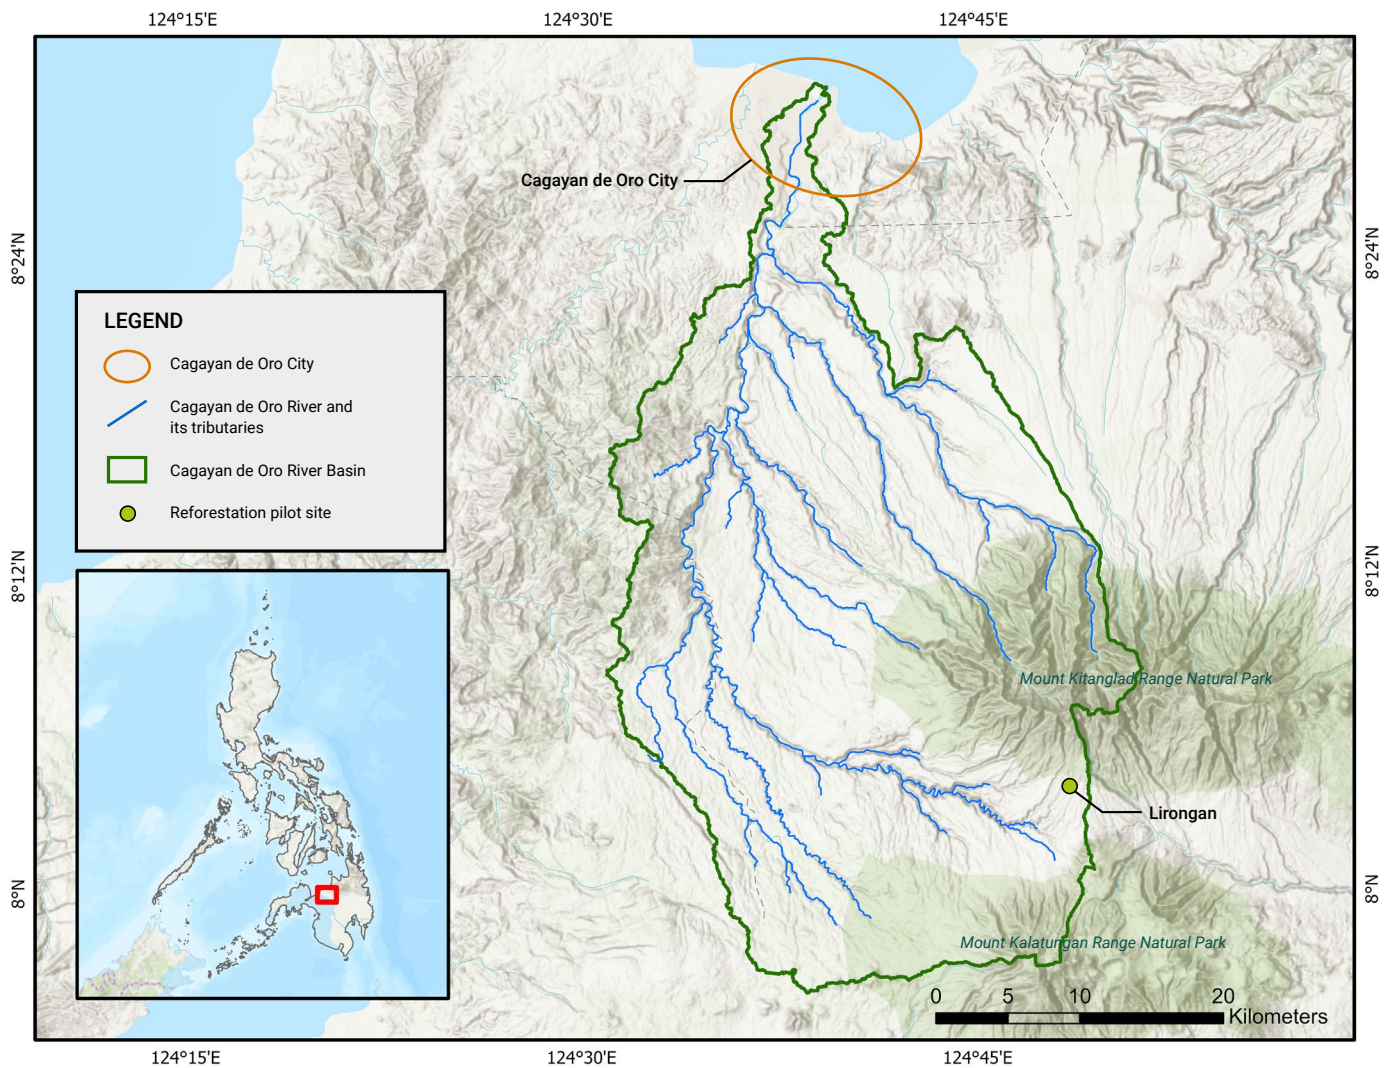 124°15'E
124°30'E
124°45'E
Cagayan de Oro City
8°24'N
8°24'N
LEGEND
Cagayan de Oro City
Cagayan de Oro River and
its tributaries
Cagayan de Oro River Basin
Reforestation pilot site
8°12'N
8°12'N
Mount Kitanglad Range Natural Park
Lirongan
8°N
8°N
Mount Kalatungan Range Natural Park
0 5 10 20
Kilometers
124°15'E
124°30'E
124°45'E